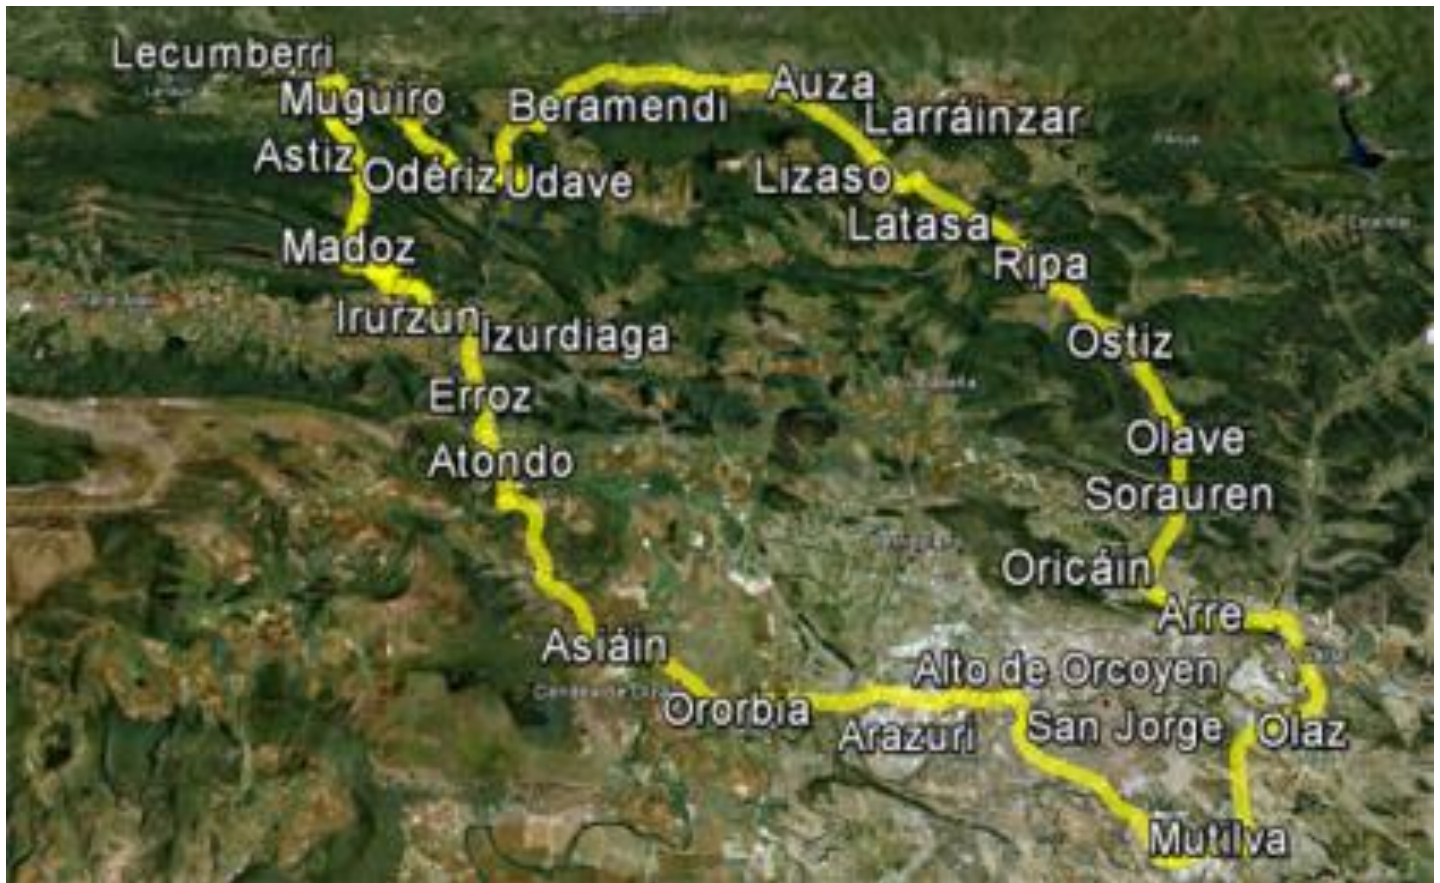 Lecumberri
Muguiro
Beramendi
Auza
Larráinzar
Astiz
Odériz
Udave
Lizaso
Latasa
Madoz
Ripa
Irurzun
Izurdiaga
Ostiz
Erroz
Atondo
Olave
Sorauren
Oricáin
Arre
Asiáin
Alto de Orcoyen
Ororbia
Arazuri
San Jorge
Olaz
Mutilva